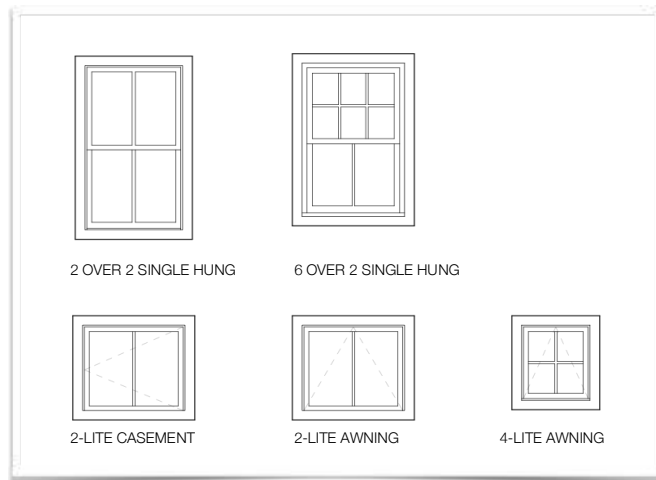 2 OVER 2 SINGLE HUNG
6 OVER 2 SINGLE HUNG
2-LITE CASEMENT
2-LITE AWNING
4-LITE AWNING